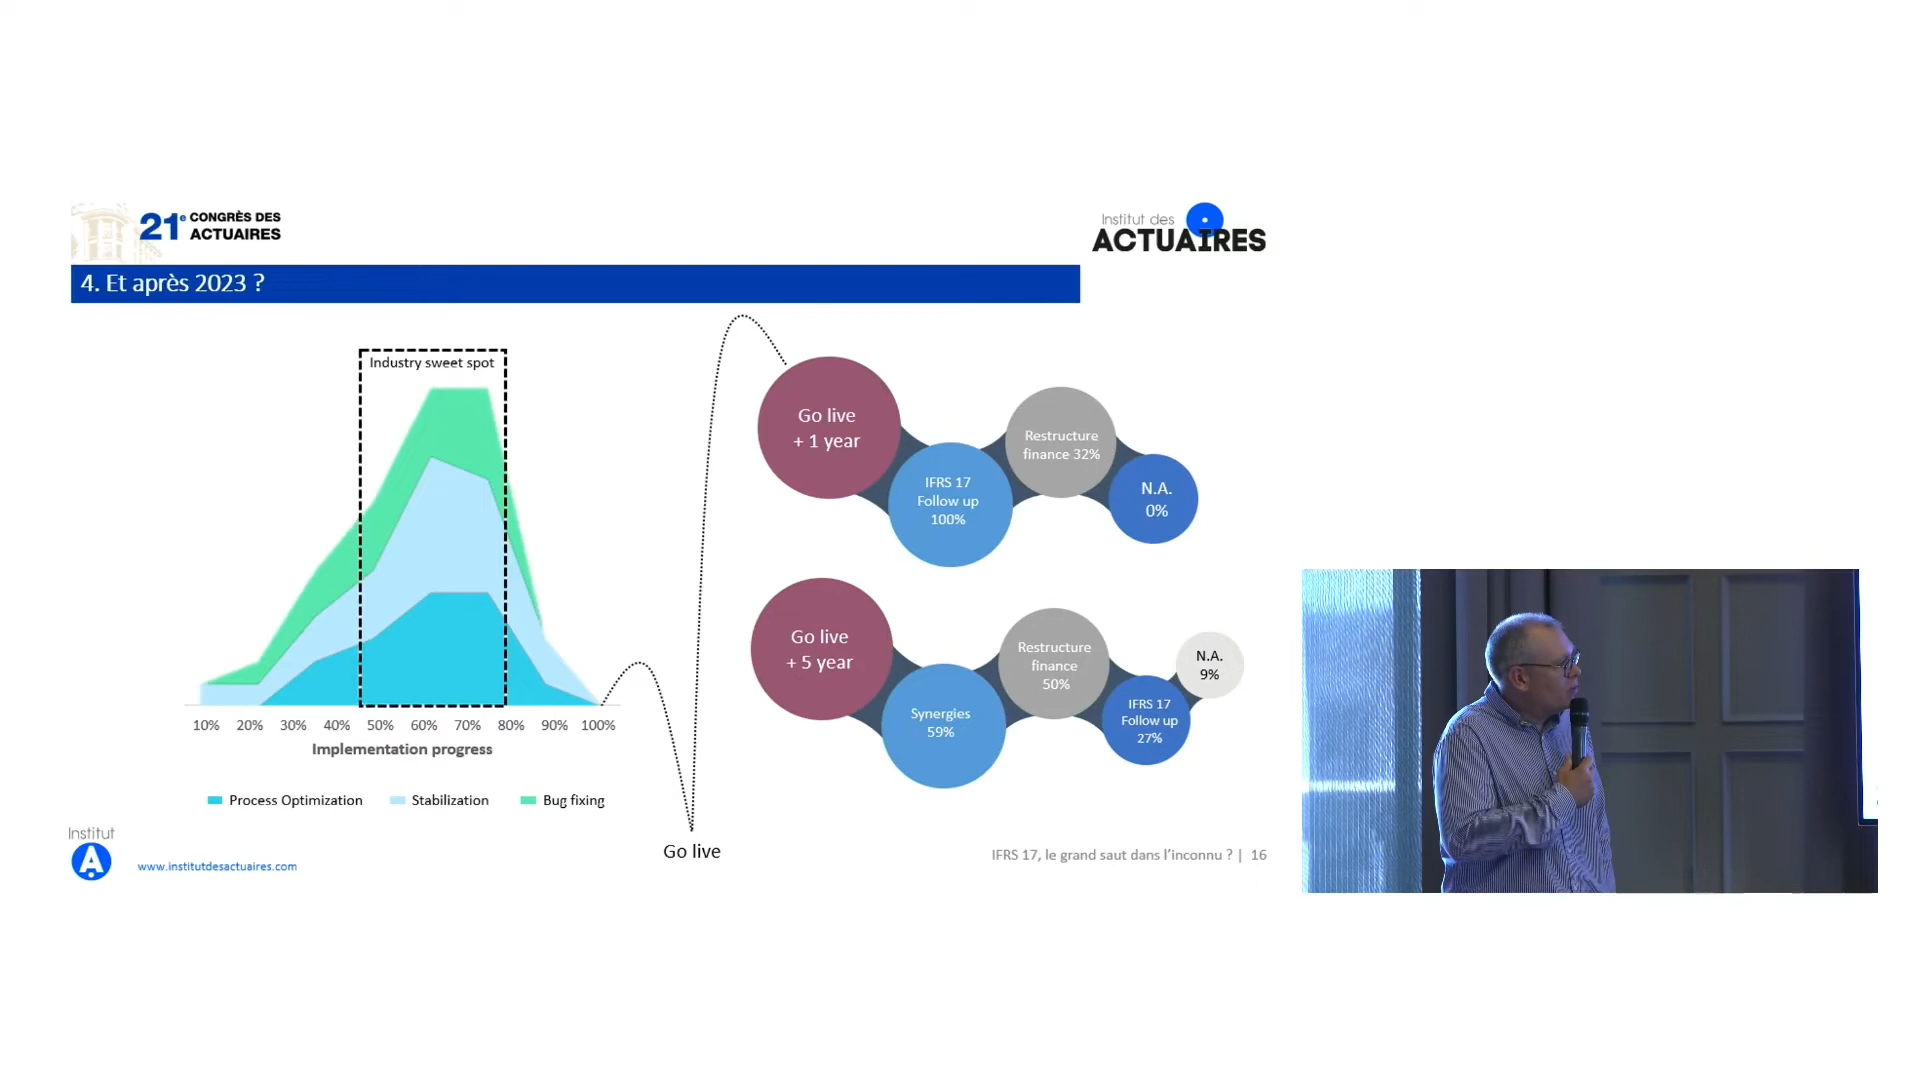 21e CONGRÈS DES
ACTUAIRES
Institut des
ACTUAIRES
4. Et après 2023 ?
Industry sweet spot
10% 20% 30% 40% 50% 60% 70% 80% 90% 100%
Implementation progress
Process Optimization
Stabilization
Bug fixing
Go live
Go live
+ 1 year
IFRS 17
Follow up
100%
Restructure
finance 32%
N.A.
0%
Go live
+ 5 year
Synergies
59%
Restructure
finance
50%
IFRS 17
Follow up
27%
N.A.
9%
Institut
A
www.institutdesactuaires.com
IFRS 17, le grand saut dans l’inconnu ? | 16